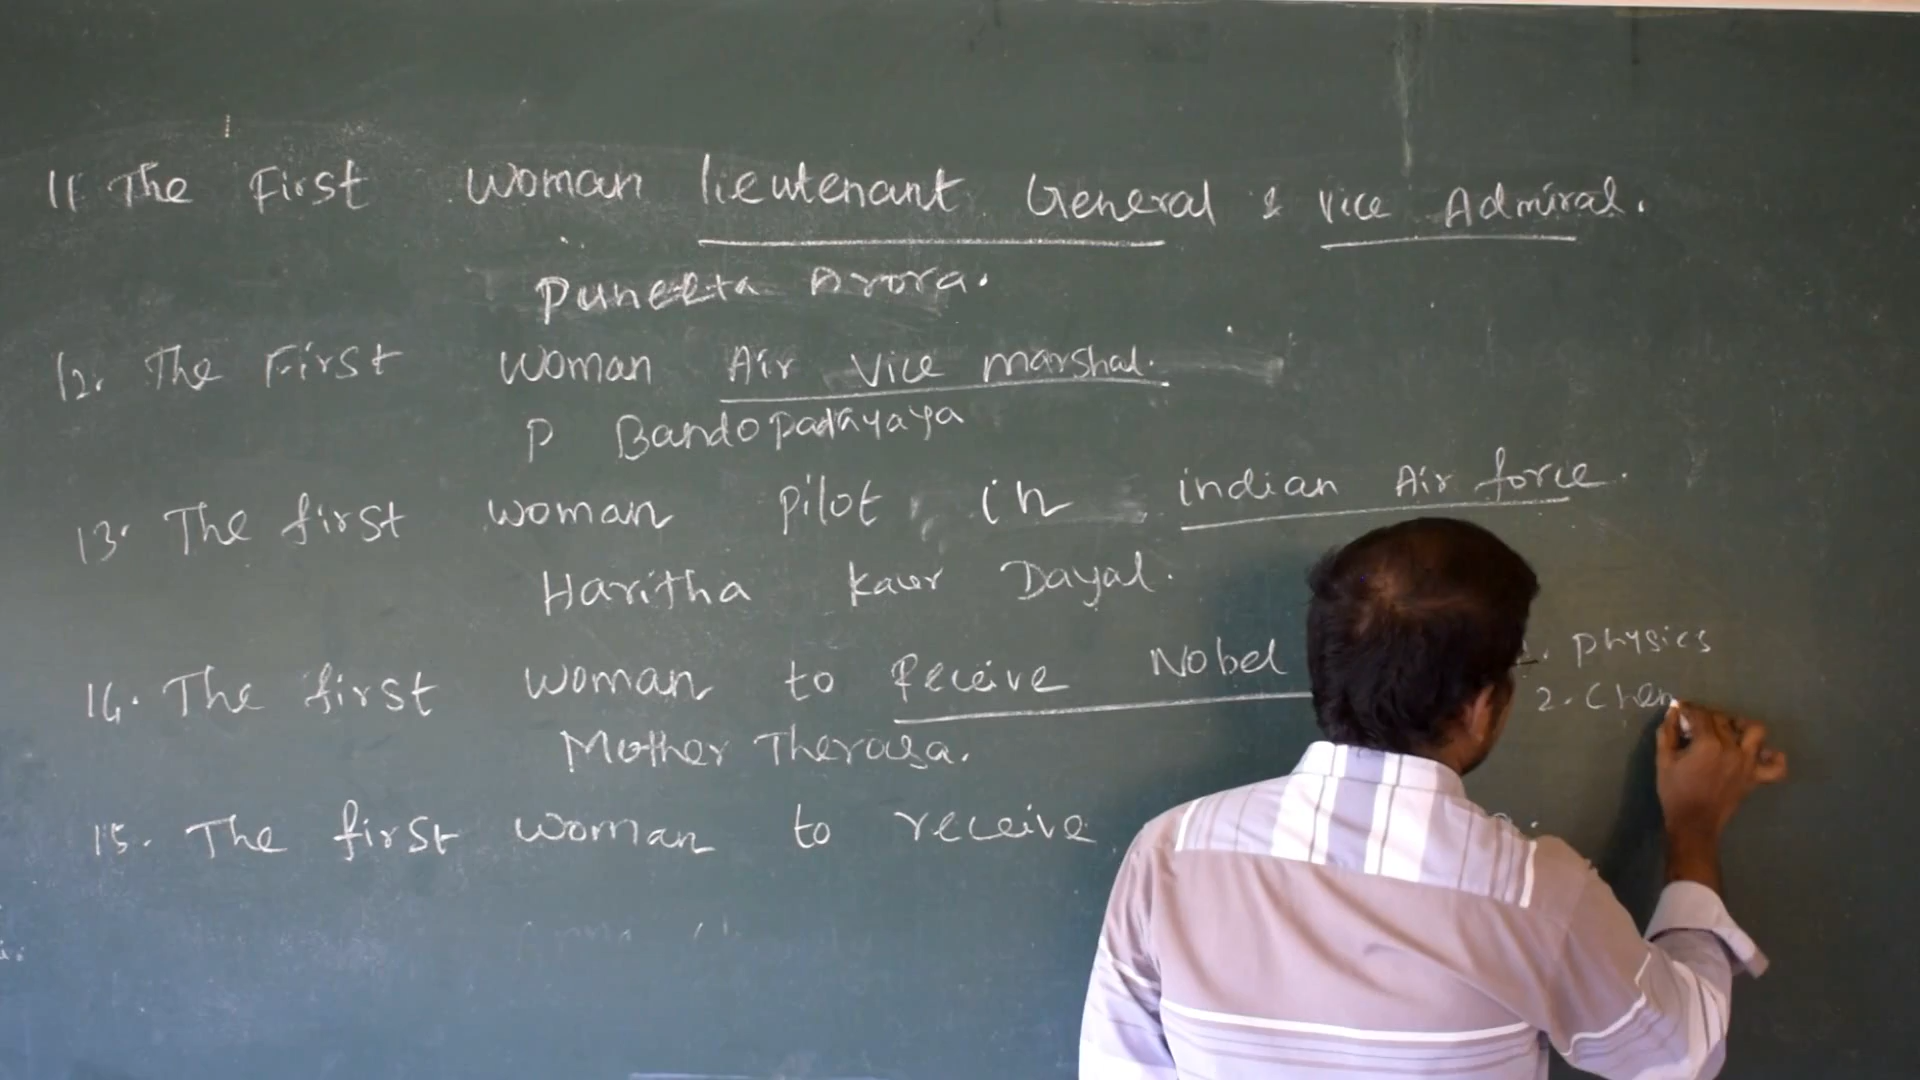 11 The First woman lieutenant General & Vice Admiral.
Puneeta Arora.
12. The First woman Air Vice marshal.
P Bandopadayaya
13. The first woman pilot in indian Air force.
Haritha kaur Dayal.
14. The first woman to Receive Nobel
1. Physics
2. Chem
Mother Therasa.
15. The first woman to receive